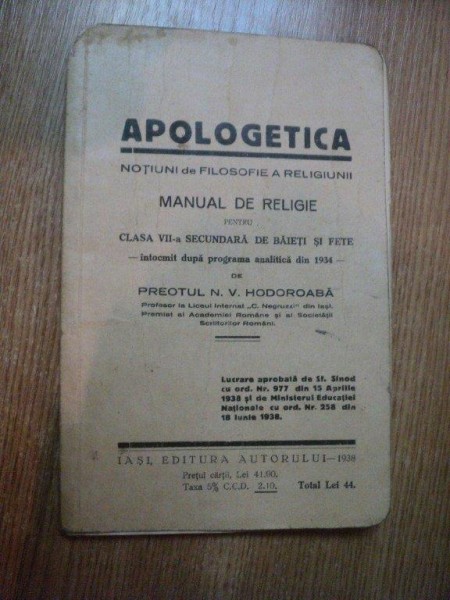 APOLOGETICA
NOȚIUNI de FILOSOFIE A RELIGIUNII
MANUAL DE RELIGIE
PENTRU
CLASA VII-a SECUNDARĂ DE BĂIEȚI ȘI FETE
— intocmit după programa analitică din 1934 —
DE
PREOTUL N. V. HODOROABĂ
Profesor la Liceul Internat „C. Negruzzi" din Iași.
Premiat al Academiei Române și al Societății
Scriitorilor Români.
Lucrare aprobată de Sf. Sinod
cu ord. Nr. 977 din 15 Aprilie
1938 și de Ministerul Educației
Naționale cu ord. Nr. 258 din
18 Iunie 1938.
IAȘI, EDITURA AUTORULUI—1938
Prețul cărții, Lei 41.90.
Taxa 5% C.C.D. 2.10. Total Lei 44.